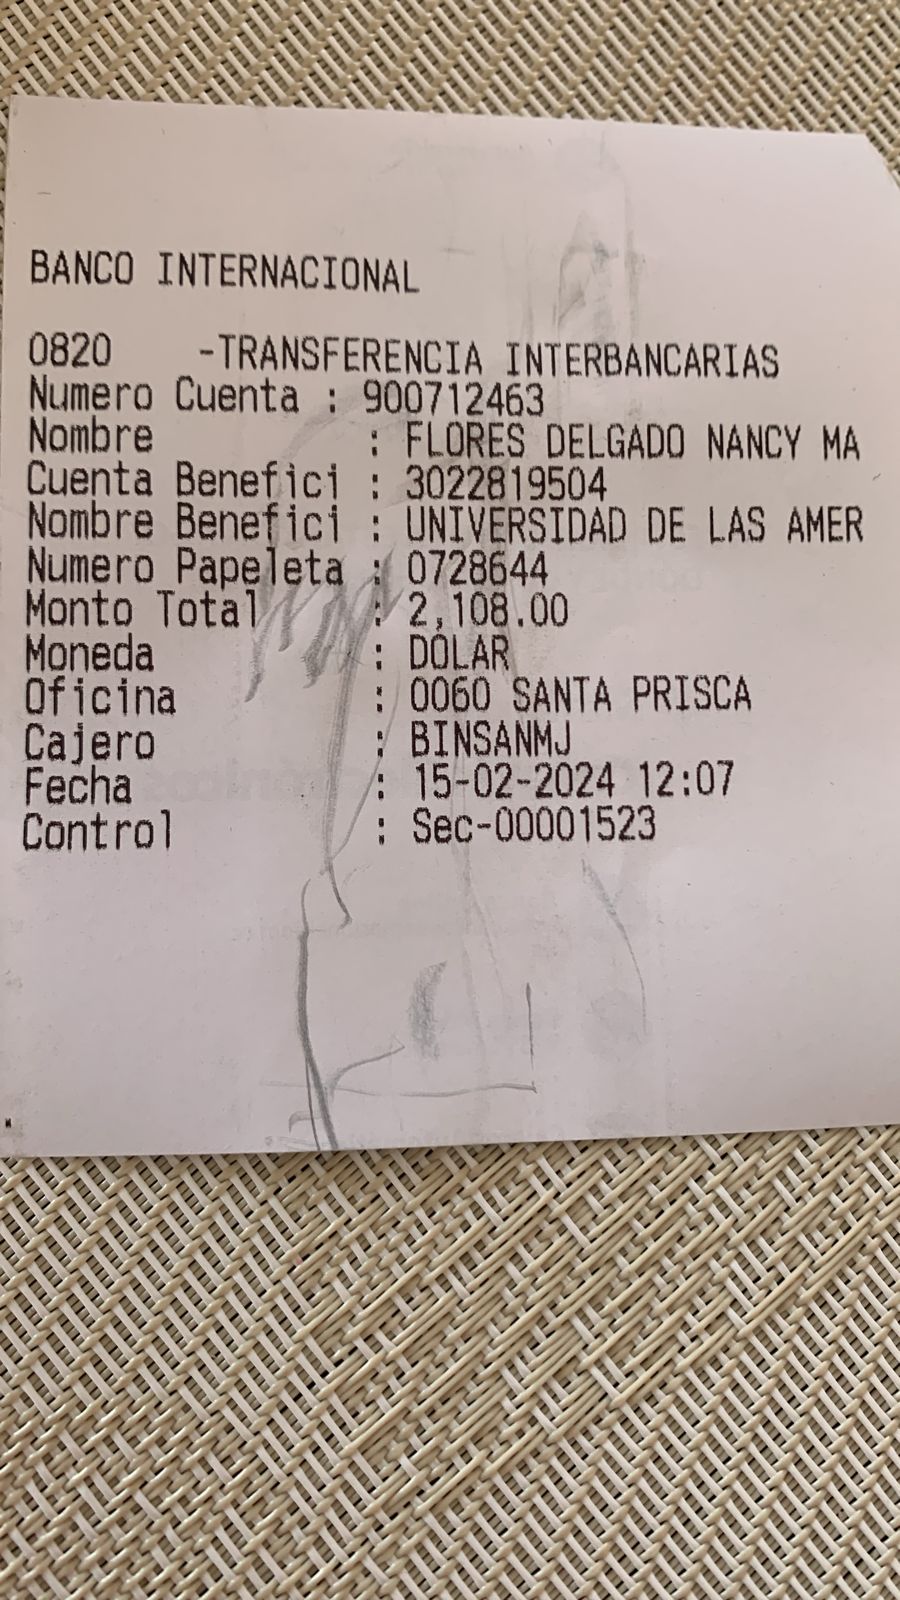 BANCO INTERNACIONAL
0820 -TRANSFERENCIA INTERBANCARIAS
Numero Cuenta : 900712463
Nombre : FLORES DELGADO NANCY MA
Cuenta Benefici : 3022819504
Nombre Benefici : UNIVERSIDAD DE LAS AMER
Numero Papeleta : 0728644
Monto Total : 2,108.00
Moneda : DOLAR
Oficina : 0060 SANTA PRISCA
Cajero : BINSANMJ
Fecha : 15-02-2024 12:07
Control : Sec-00001523